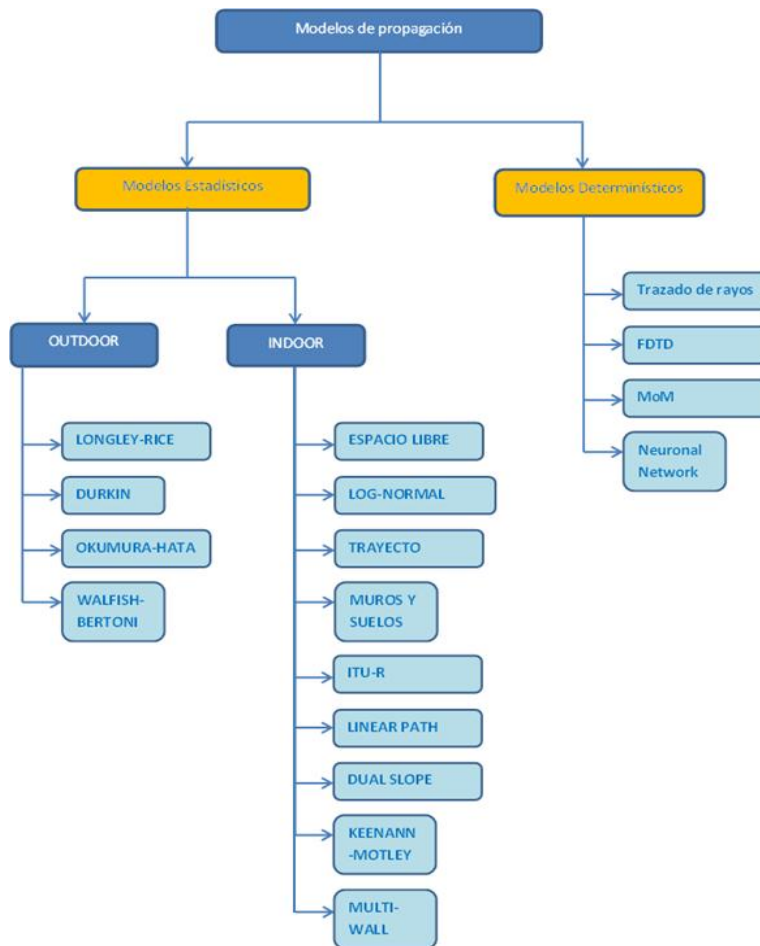 Modelos de propagación
Modelos Estadísticos
Modelos Determinísticos
OUTDOOR
INDOOR
LONGLEY-RICE
DURKIN
OKUMURA-HATA
WALFISH-
BERTONI
ESPACIO LIBRE
LOG-NORMAL
TRAYECTO
MUROS Y
SUELOS
ITU-R
LINEAR PATH
DUAL SLOPE
KEENANN
-MOTLEY
MULTI-
WALL
Trazado de rayos
FDTD
MoM
Neuronal
Network